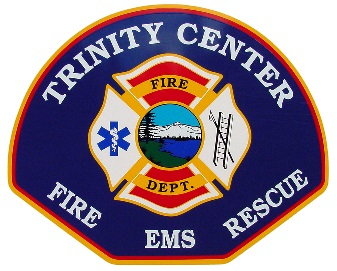 TRINITY CENTER
FIRE
DEPT.
FIRE
EMS
RESCUE